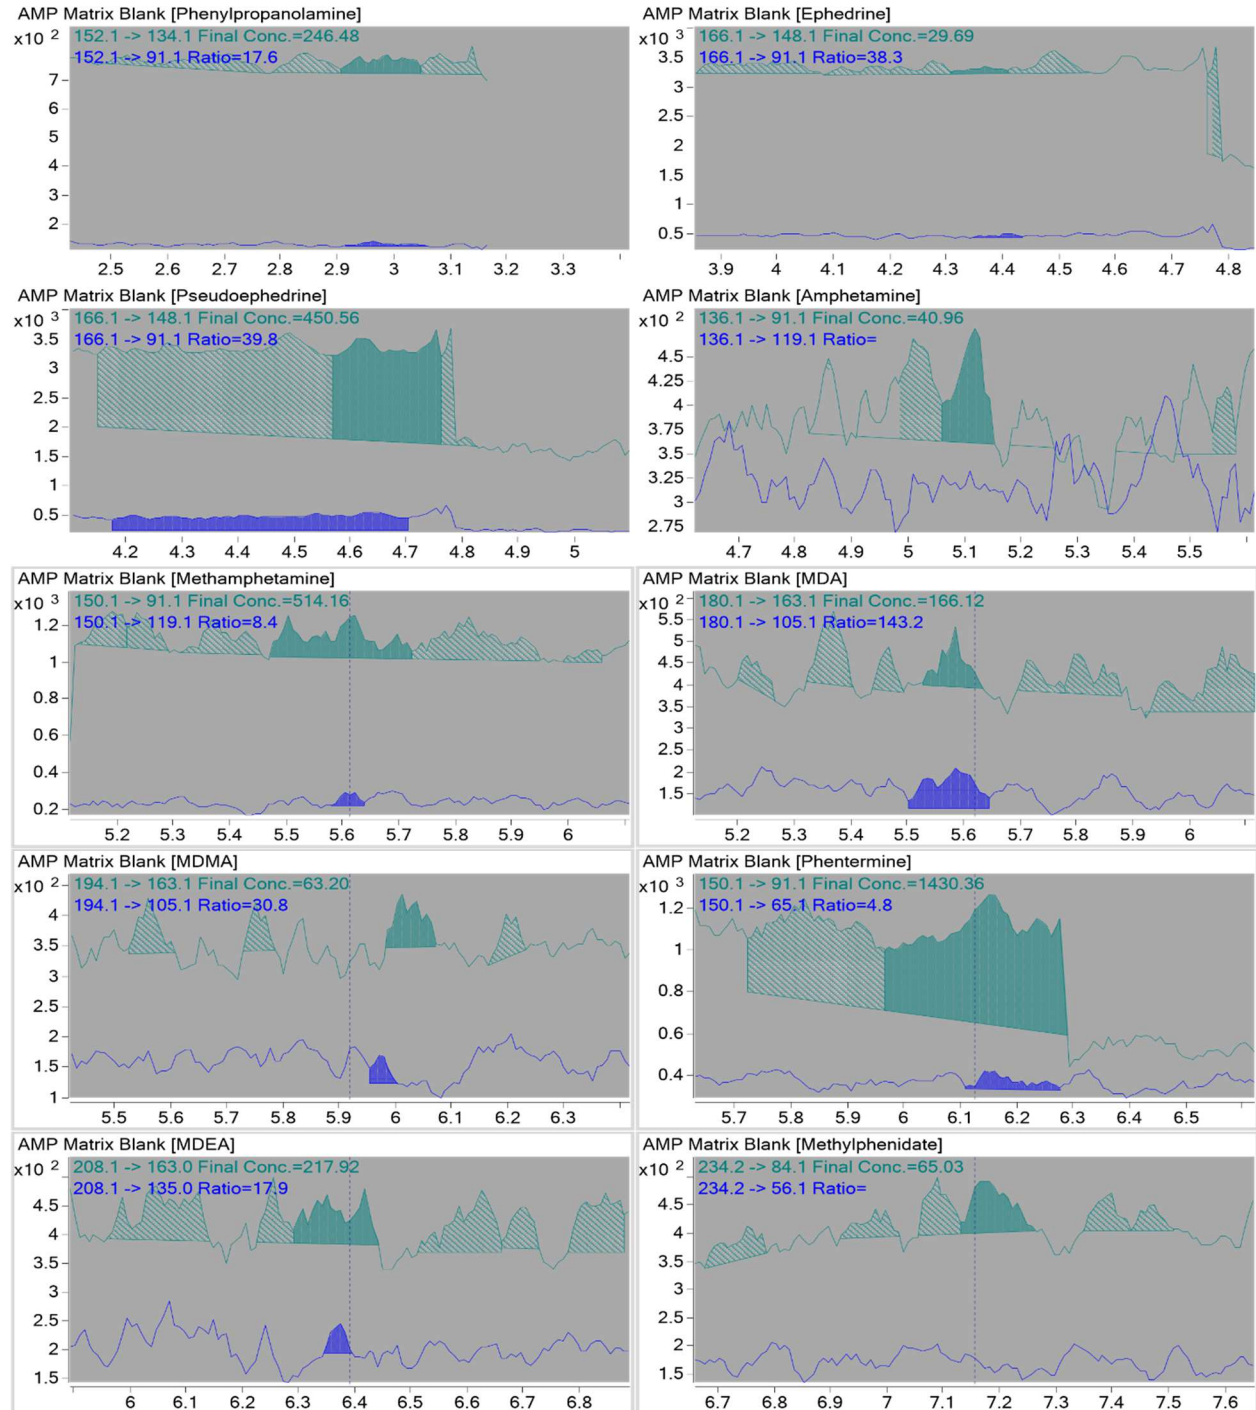 AMP Matrix Blank [Phenylpropanolamine]
x10 2
152.1 -> 134.1 Final Conc.=246.48
152.1 -> 91.1 Ratio=17.6
7
6
5
4
3
2
2.5 2.6 2.7 2.8 2.9 3 3.1 3.2 3.3
AMP Matrix Blank [Ephedrine]
x10 3
166.1 -> 148.1 Final Conc.=29.69
166.1 -> 91.1 Ratio=38.3
3.5
3
2.5
2
1.5
1
0.5
3.9 4 4.1 4.2 4.3 4.4 4.5 4.6 4.7 4.8
AMP Matrix Blank [Pseudoephedrine]
x10 3
166.1 -> 148.1 Final Conc.=450.56
166.1 -> 91.1 Ratio=39.8
3.5
3
2.5
2
1.5
1
0.5
4.2 4.3 4.4 4.5 4.6 4.7 4.8 4.9 5
AMP Matrix Blank [Amphetamine]
x10 2
136.1 -> 91.1 Final Conc.=40.96
136.1 -> 119.1 Ratio=
4.5
4.25
4
3.75
3.5
3.25
3
2.75
4.7 4.8 4.9 5 5.1 5.2 5.3 5.4 5.5
AMP Matrix Blank [Methamphetamine]
x10 3
150.1 -> 91.1 Final Conc.=514.16
150.1 -> 119.1 Ratio=8.4
1.2
1
0.8
0.6
0.4
0.2
5.2 5.3 5.4 5.5 5.6 5.7 5.8 5.9 6
AMP Matrix Blank [MDA]
x10 2
180.1 -> 163.1 Final Conc.=166.12
180.1 -> 105.1 Ratio=143.2
5.5
5
4.5
4
3.5
3
2.5
2
1.5
5.2 5.3 5.4 5.5 5.6 5.7 5.8 5.9 6
AMP Matrix Blank [MDMA]
x10 2
194.1 -> 163.1 Final Conc.=63.20
194.1 -> 105.1 Ratio=30.8
4
3.5
3
2.5
2
1.5
1
5.5 5.6 5.7 5.8 5.9 6 6.1 6.2 6.3
AMP Matrix Blank [Phentermine]
x10 3
150.1 -> 91.1 Final Conc.=1430.36
150.1 -> 65.1 Ratio=4.8
1.2
1
0.8
0.6
0.4
5.7 5.8 5.9 6 6.1 6.2 6.3 6.4 6.5
AMP Matrix Blank [MDEA]
x10 2
208.1 -> 163.0 Final Conc.=217.92
208.1 -> 135.0 Ratio=17.9
4.5
4
3.5
3
2.5
2
1.5
6 6.1 6.2 6.3 6.4 6.5 6.6 6.7 6.8
AMP Matrix Blank [Methylphenidate]
x10 2
234.2 -> 84.1 Final Conc.=65.03
234.2 -> 56.1 Ratio=
4.5
4
3.5
3
2.5
2
1.5
6.7 6.8 6.9 7 7.1 7.2 7.3 7.4 7.5 7.6